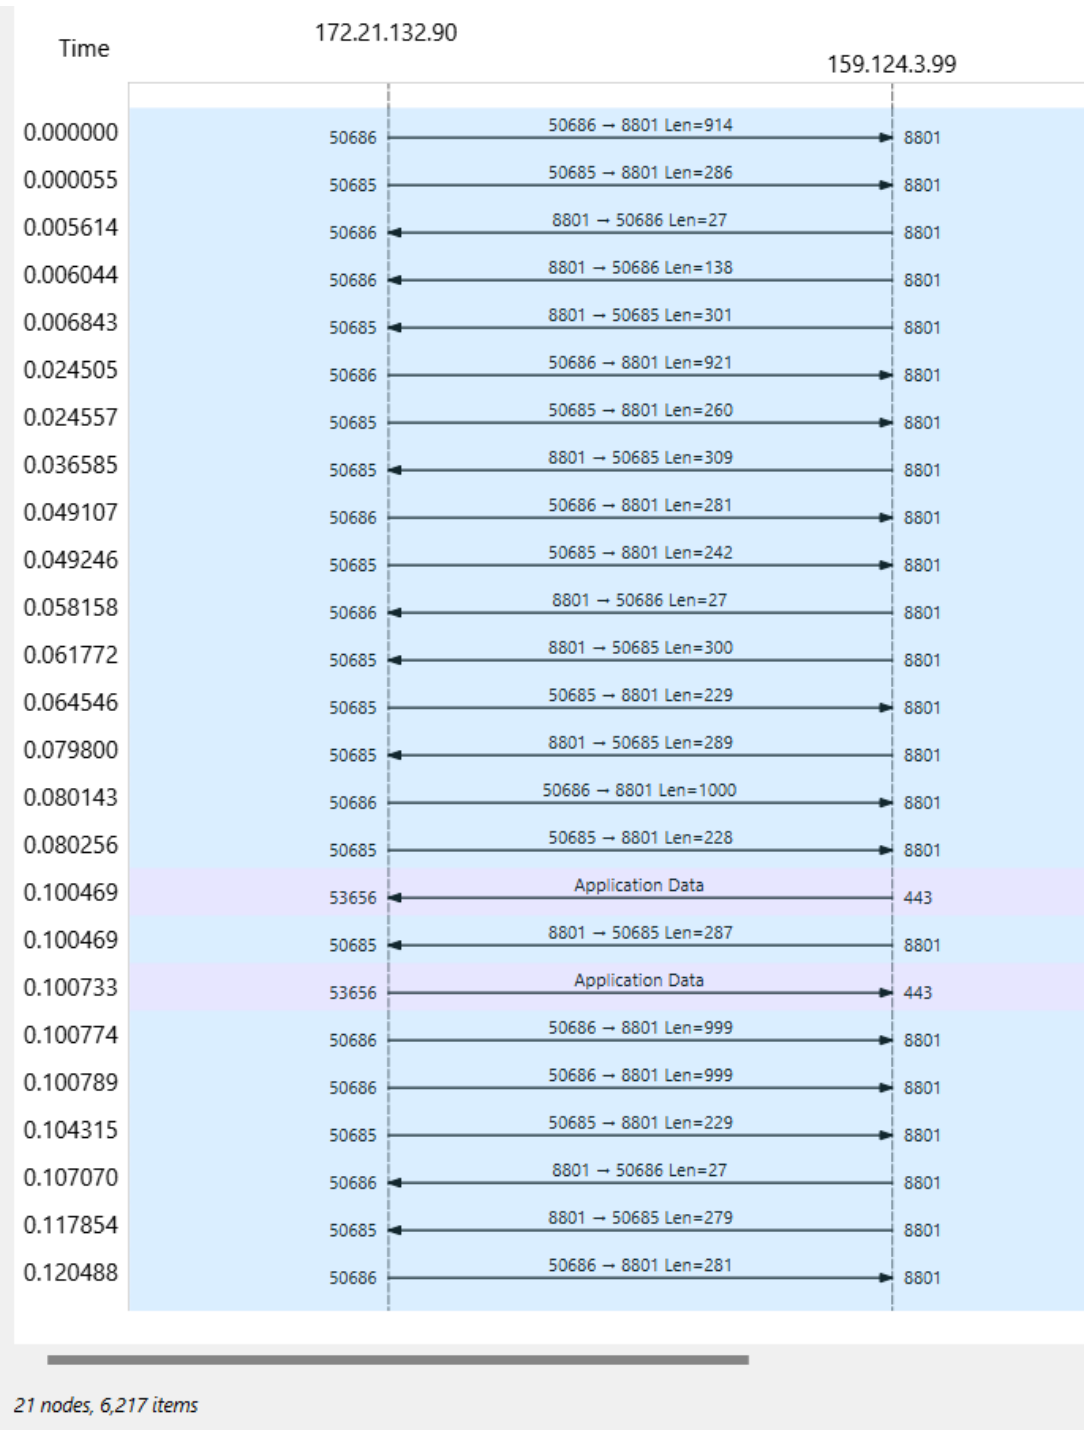 172.21.132.90
Time
159.124.3.99
0.000000 50686 50686 → 8801 Len=914 8801
0.000055 50685 50685 → 8801 Len=286 8801
0.005614 50686 8801 → 50686 Len=27 8801
0.006044 50686 8801 → 50686 Len=138 8801
0.006843 50685 8801 → 50685 Len=301 8801
0.024505 50686 50686 → 8801 Len=921 8801
0.024557 50685 50685 → 8801 Len=260 8801
0.036585 50685 8801 → 50685 Len=309 8801
0.049107 50686 50686 → 8801 Len=281 8801
0.049246 50685 50685 → 8801 Len=242 8801
0.058158 50686 8801 → 50686 Len=27 8801
0.061772 50685 8801 → 50685 Len=300 8801
0.064546 50685 50685 → 8801 Len=229 8801
0.079800 50685 8801 → 50685 Len=289 8801
0.080143 50686 50686 → 8801 Len=1000 8801
0.080256 50685 50685 → 8801 Len=228 8801
0.100469 53656 Application Data 443
0.100469 50685 8801 → 50685 Len=287 8801
0.100733 53656 Application Data 443
0.100774 50686 50686 → 8801 Len=999 8801
0.100789 50686 50686 → 8801 Len=999 8801
0.104315 50685 50685 → 8801 Len=229 8801
0.107070 50686 8801 → 50686 Len=27 8801
0.117854 50685 8801 → 50685 Len=279 8801
0.120488 50686 50686 → 8801 Len=281 8801
21 nodes, 6,217 items